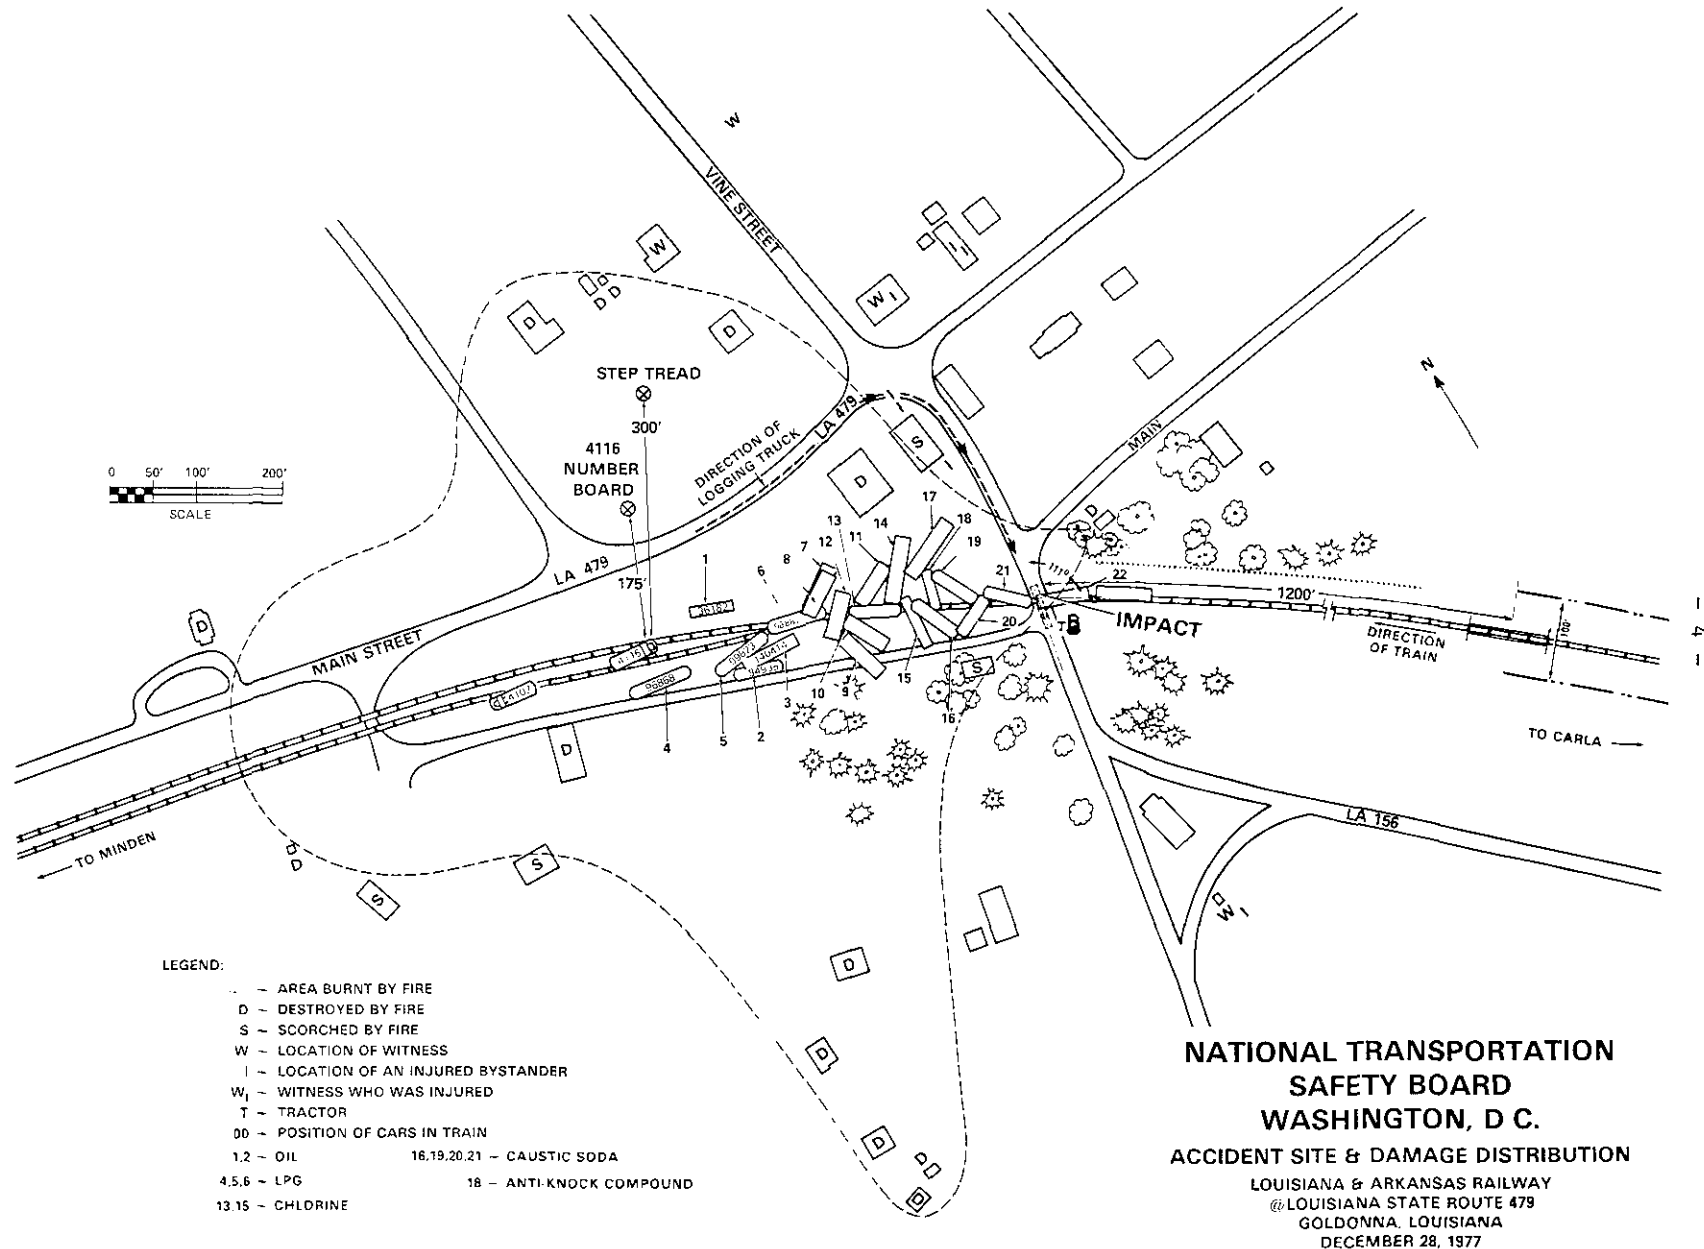 W
VINE STREET
W
D D
D
D
W I
STEP TREAD
300'
4116
NUMBER
BOARD
DIRECTION OF
LOGGING TRUCK
LA 479
S
D
MAIN
N
0 50' 100' 200'
SCALE
LA 479
175'
1
6
8
7
12
13
11
14
17
18
19
21
20
D
111°
22
1200'
IMPACT
T
DIRECTION
OF TRAIN
100'
- 4 -
D
MAIN STREET
96868
4
5
2
3
10
9
15
16
S
D
TO CARLA
LA 156
TO MINDEN
D
D
S
S
W I
D
D
D
D
D
LEGEND:
– AREA BURNT BY FIRE
D – DESTROYED BY FIRE
S – SCORCHED BY FIRE
W – LOCATION OF WITNESS
I – LOCATION OF AN INJURED BYSTANDER
WI – WITNESS WHO WAS INJURED
T – TRACTOR
00 – POSITION OF CARS IN TRAIN
1,2 – OIL 16,19,20,21 – CAUSTIC SODA
4,5,6 – LPG 18 – ANTI-KNOCK COMPOUND
13,15 – CHLORINE
NATIONAL TRANSPORTATION
SAFETY BOARD
WASHINGTON, D C.
ACCIDENT SITE & DAMAGE DISTRIBUTION
LOUISIANA & ARKANSAS RAILWAY
@ LOUISIANA STATE ROUTE 479
GOLDONNA, LOUISIANA
DECEMBER 28, 1977